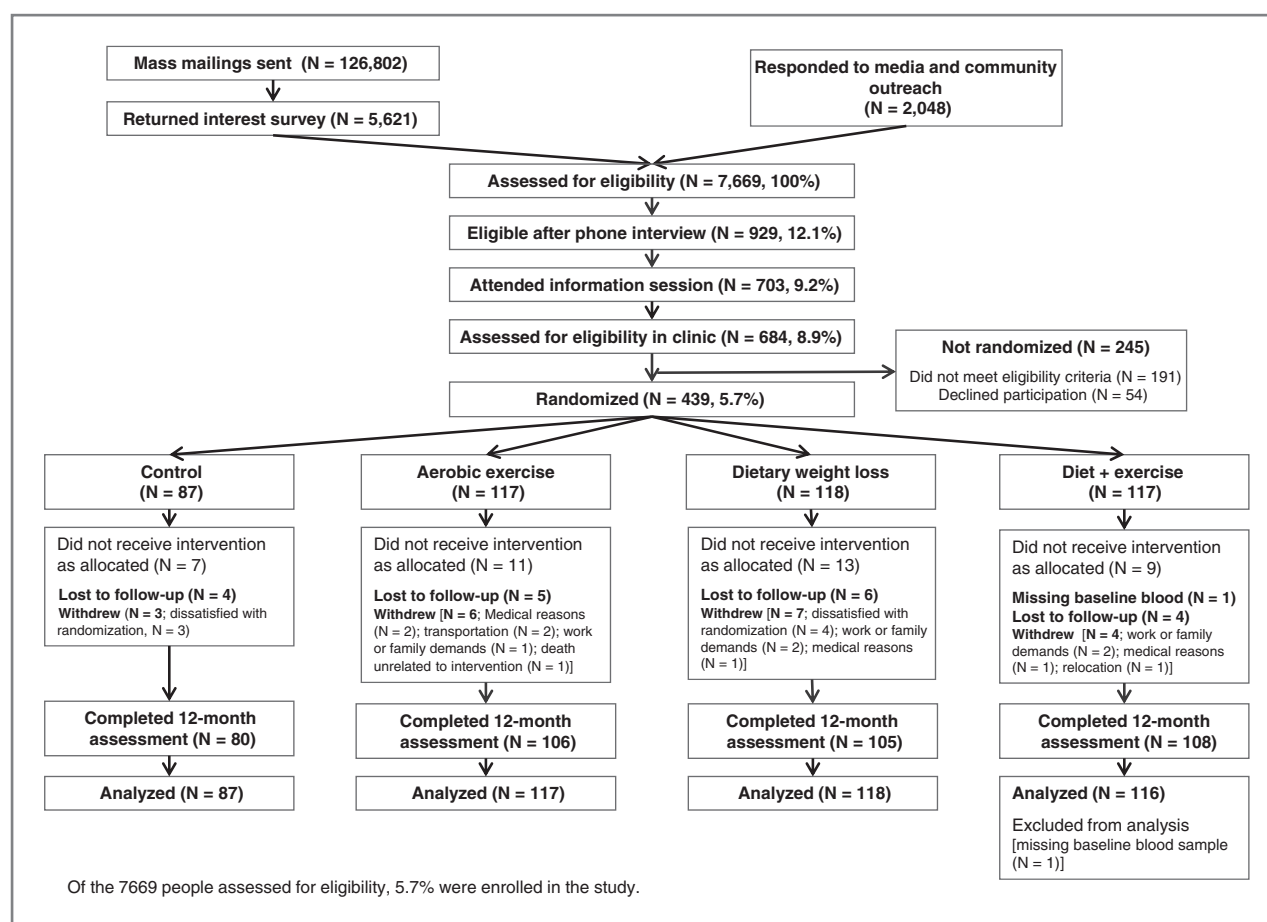 Mass mailings sent (N = 126,802)
Responded to media and community
outreach
(N = 2,048)
Returned interest survey (N = 5,621)
Assessed for eligibility (N = 7,669, 100%)
Eligible after phone interview (N = 929, 12.1%)
Attended information session (N = 703, 9.2%)
Assessed for eligibility in clinic (N = 684, 8.9%)
Not randomized (N = 245)
Did not meet eligibility criteria (N = 191)
Declined participation (N = 54)
Randomized (N = 439, 5.7%)
Control
(N = 87)
Did not receive intervention
as allocated (N = 7)
Lost to follow-up (N = 4)
Withdrew (N = 3; dissatisfied with
randomization, N = 3)
Completed 12-month
assessment (N = 80)
Analyzed (N = 87)
Aerobic exercise
(N = 117)
Did not receive intervention
as allocated (N = 11)
Lost to follow-up (N = 5)
Withdrew [N = 6; Medical reasons
(N = 2); transportation (N = 2); work
or family demands (N = 1); death
unrelated to intervention (N = 1)]
Completed 12-month
assessment (N = 106)
Analyzed (N = 117)
Dietary weight loss
(N = 118)
Did not receive intervention
as allocated (N = 13)
Lost to follow-up (N = 6)
Withdrew [N = 7; dissatisfied with
randomization (N = 4); work or family
demands (N = 2); medical reasons
(N = 1)]
Completed 12-month
assessment (N = 105)
Analyzed (N = 118)
Diet + exercise
(N = 117)
Did not receive intervention
as allocated (N = 9)
Missing baseline blood (N = 1)
Lost to follow-up (N = 4)
Withdrew [N = 4; work or family
demands (N = 2); medical reasons
(N = 1); relocation (N = 1)]
Completed 12-month
assessment (N = 108)
Analyzed (N = 116)
Excluded from analysis
[missing baseline blood sample
(N = 1)]
Of the 7669 people assessed for eligibility, 5.7% were enrolled in the study.